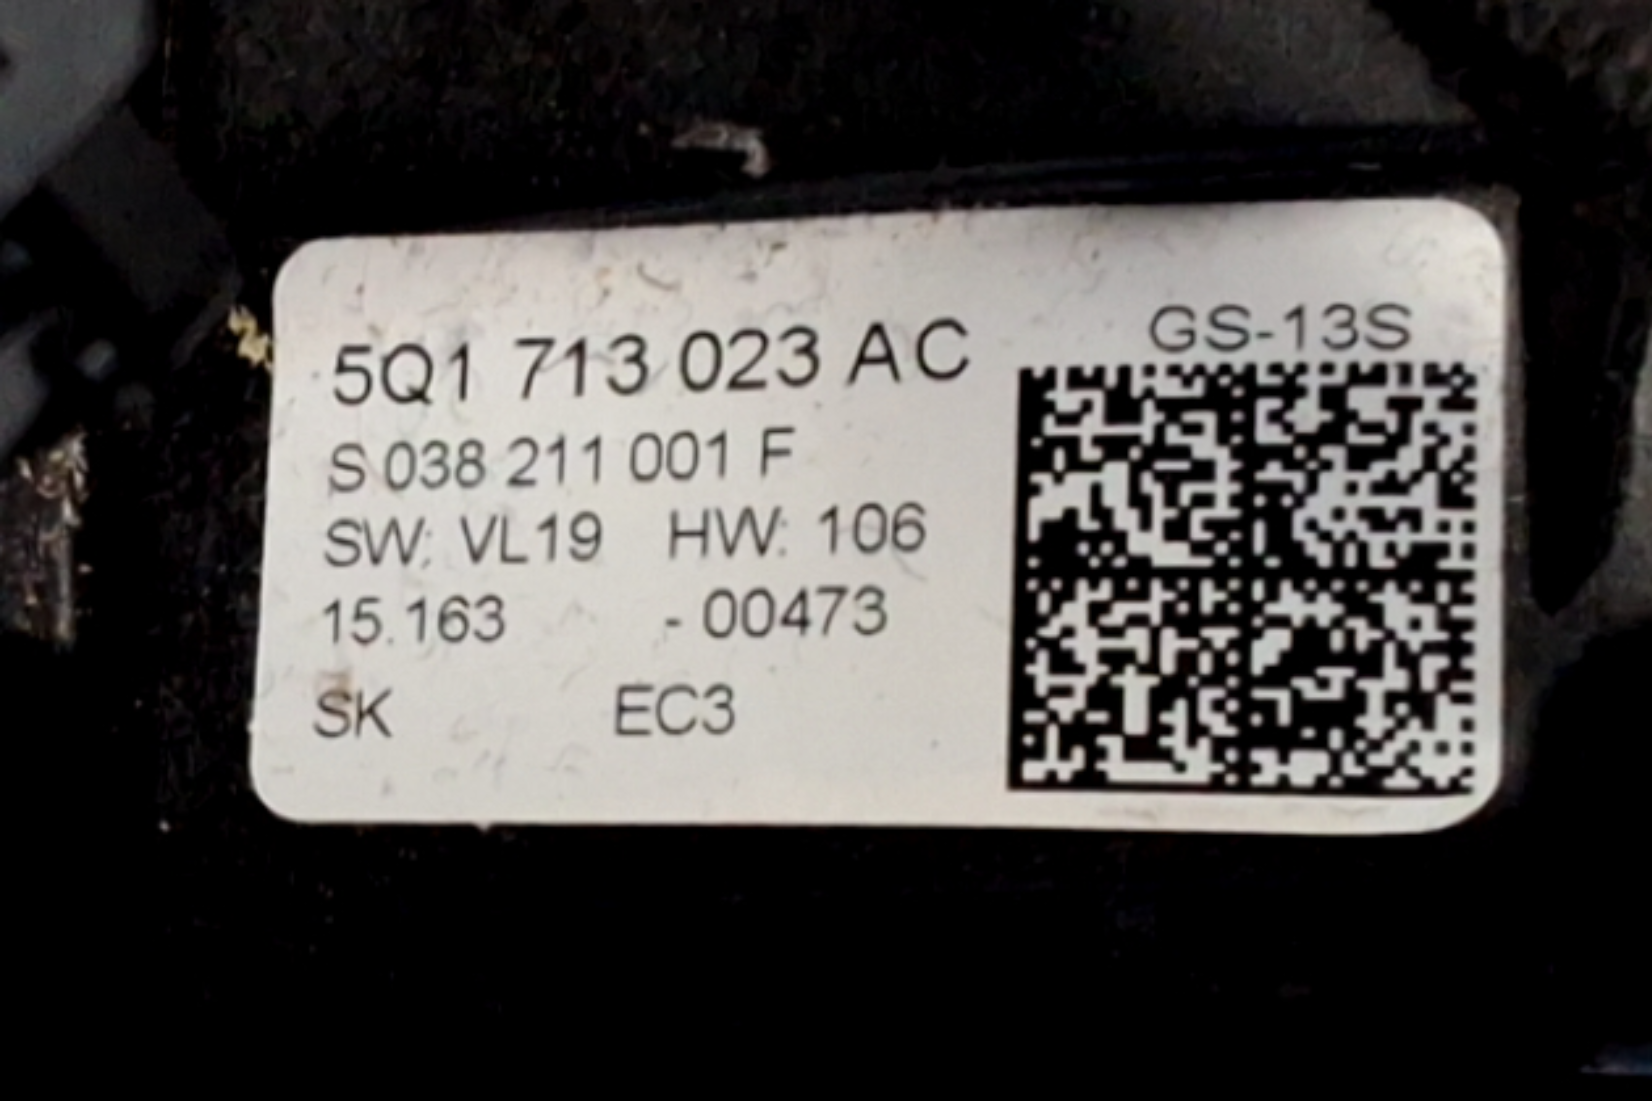 5Q1 713 023 AC
GS-13S
S 038 211 001 F
SW: VL19 HW: 106
15.163 - 00473
SK EC3